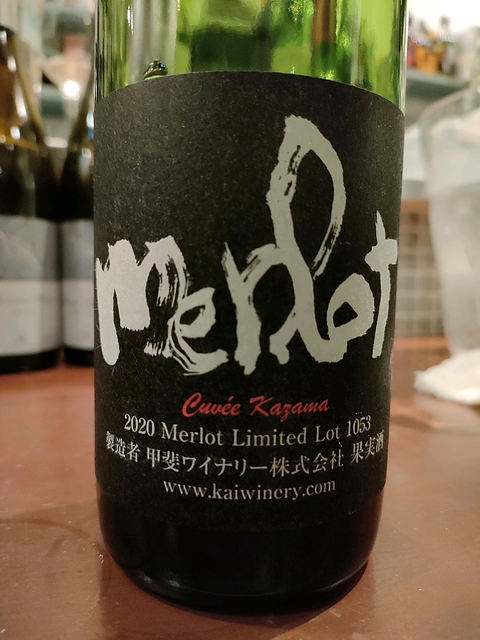 merlot
Cuvée Kazama
2020 Merlot Limited Lot 1053
製造者 甲斐ワイナリー株式会社 果実酒
www.kaiwinery.com